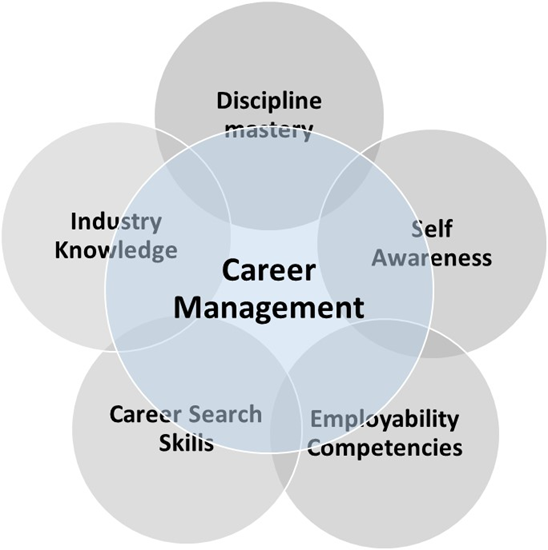 Discipline
mastery
Industry
Knowledge
Self
Awareness
Career
Management
Career Search
Skills
Employability
Competencies